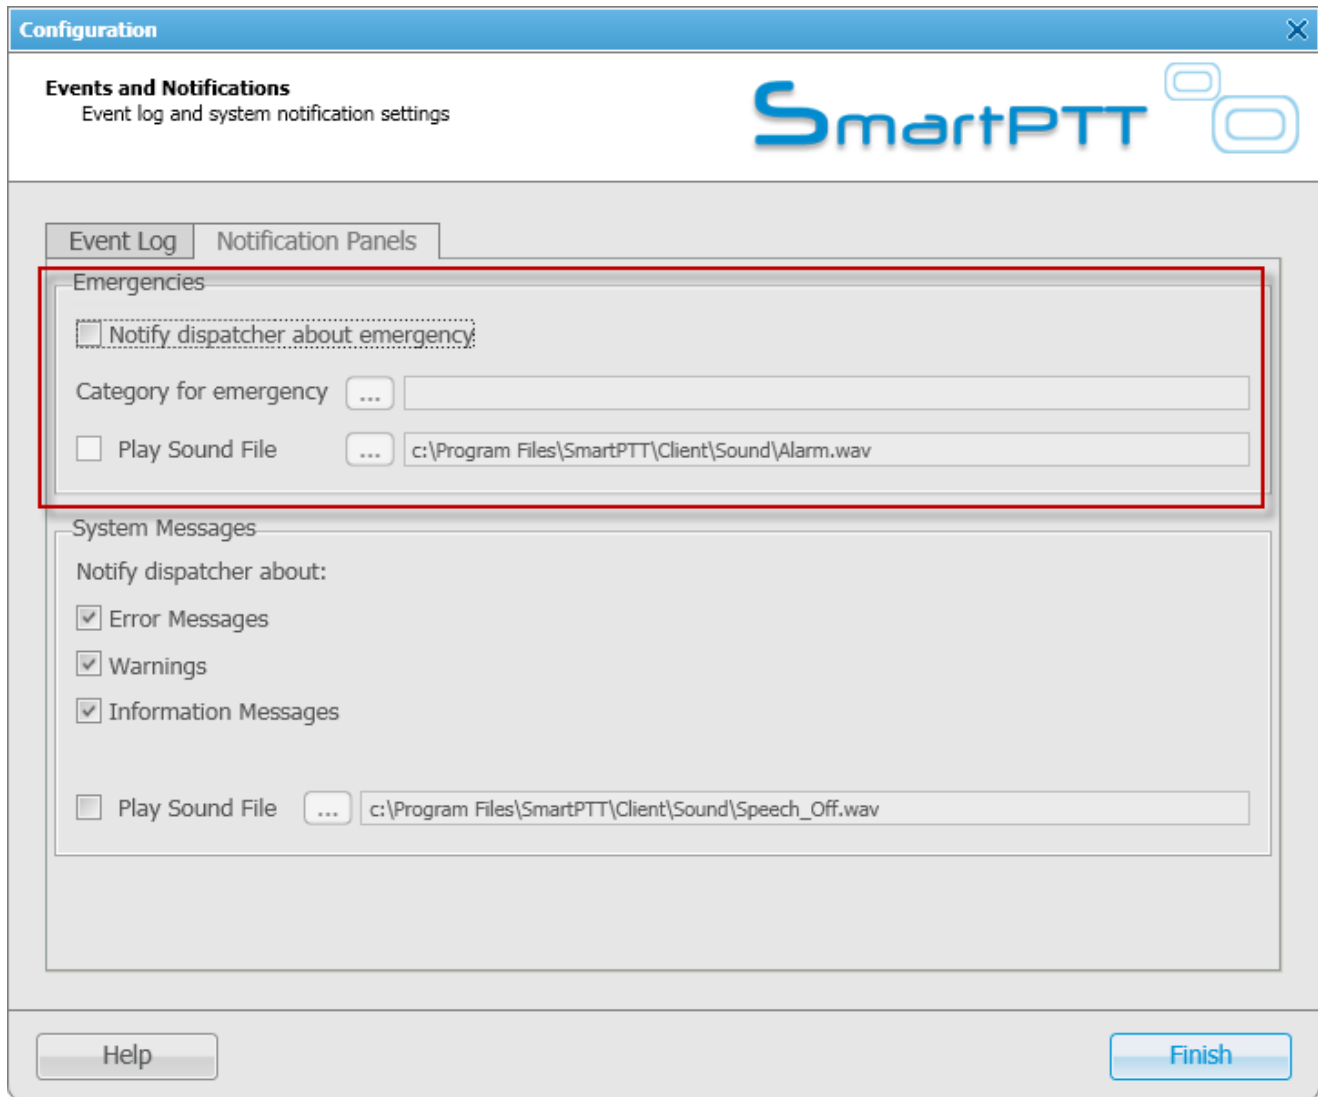 Configuration
Events and Notifications
Event log and system notification settings
SmartPTT
Event Log Notification Panels
Emergencies
Notify dispatcher about emergency
Category for emergency ...
Play Sound File ... c:\Program Files\SmartPTT\Client\Sound\Alarm.wav
System Messages
Notify dispatcher about:
Error Messages
Warnings
Information Messages
Play Sound File ... c:\Program Files\SmartPTT\Client\Sound\Speech_Off.wav
Help Finish